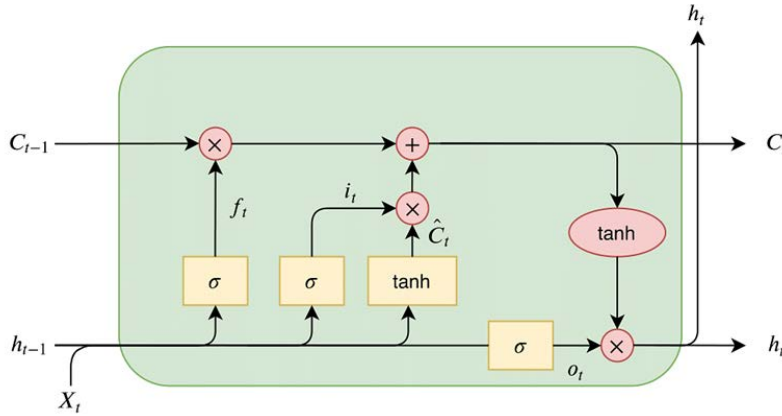 h_t
C_{t-1} × + C
f_t i_t × Ĉ_t tanh
σ σ tanh
h_{t-1} σ o_t × h_t
X_t